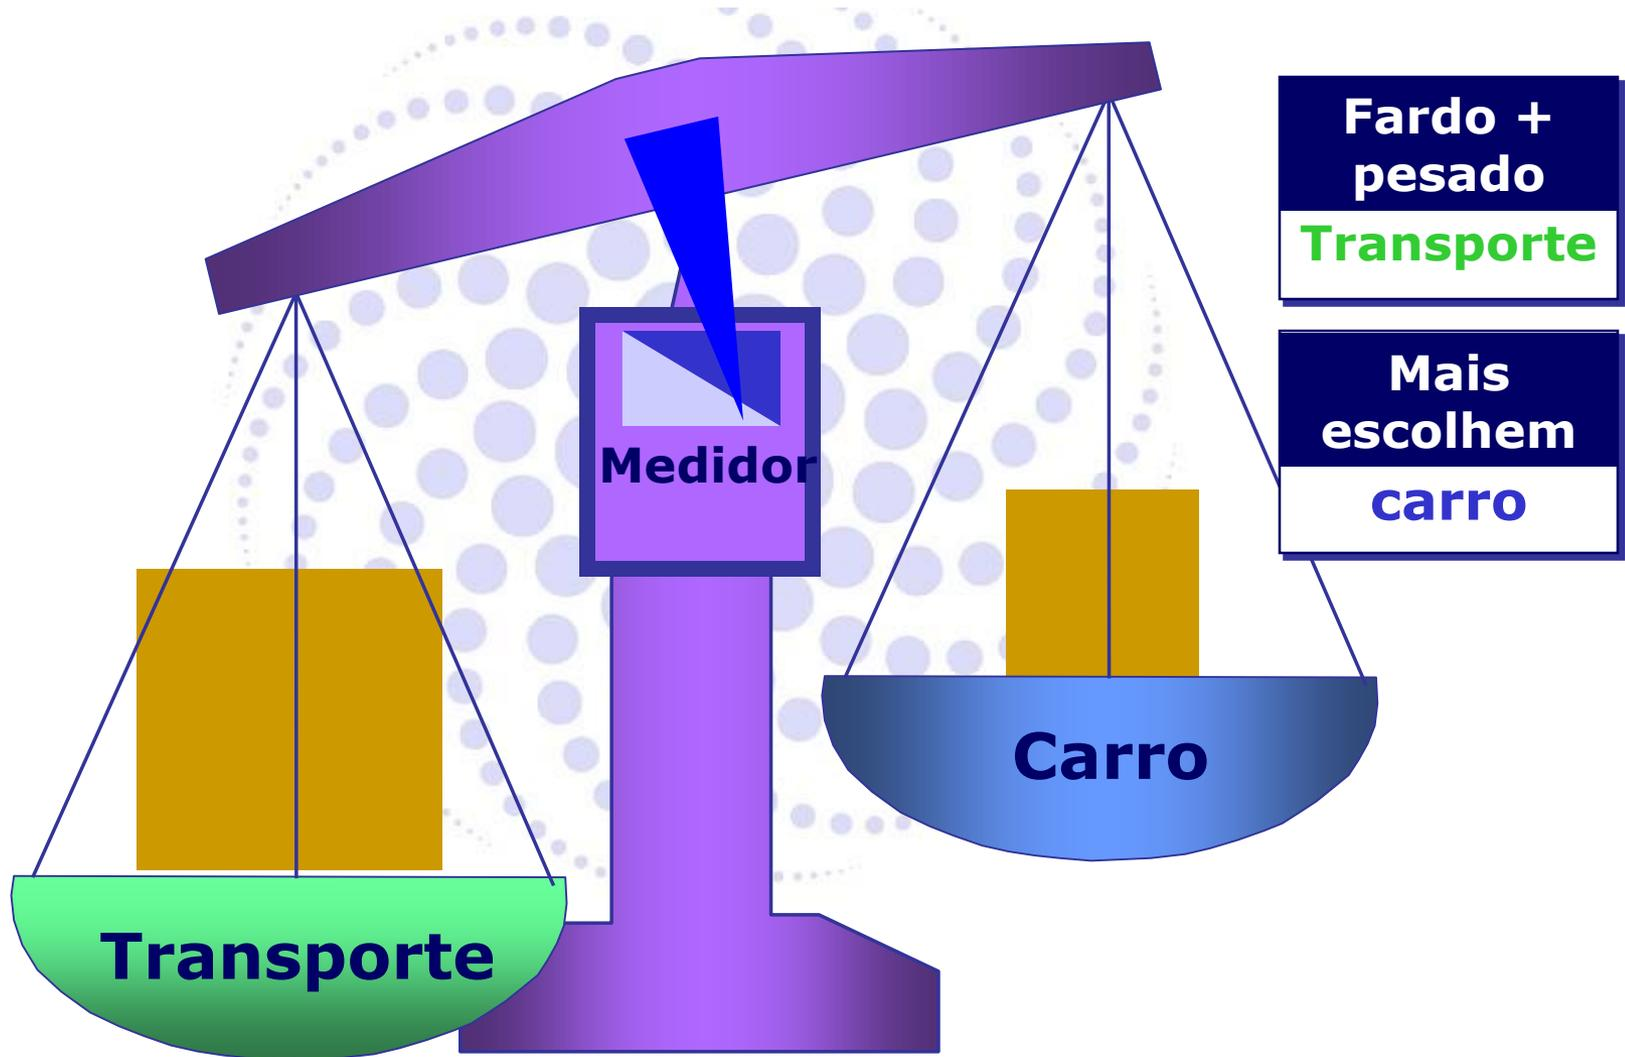 Fardo +
pesado
Transporte
Mais
escolhem
carro
Medidor
Carro
Transporte